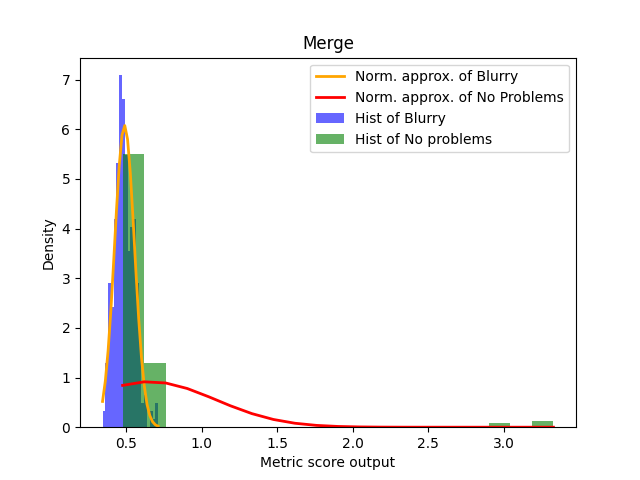 Merge
Norm. approx. of Blurry
Norm. approx. of No Problems
Hist of Blurry
Hist of No problems
Density
7
6
5
4
3
2
1
0
0.5 1.0 1.5 2.0 2.5 3.0
Metric score output